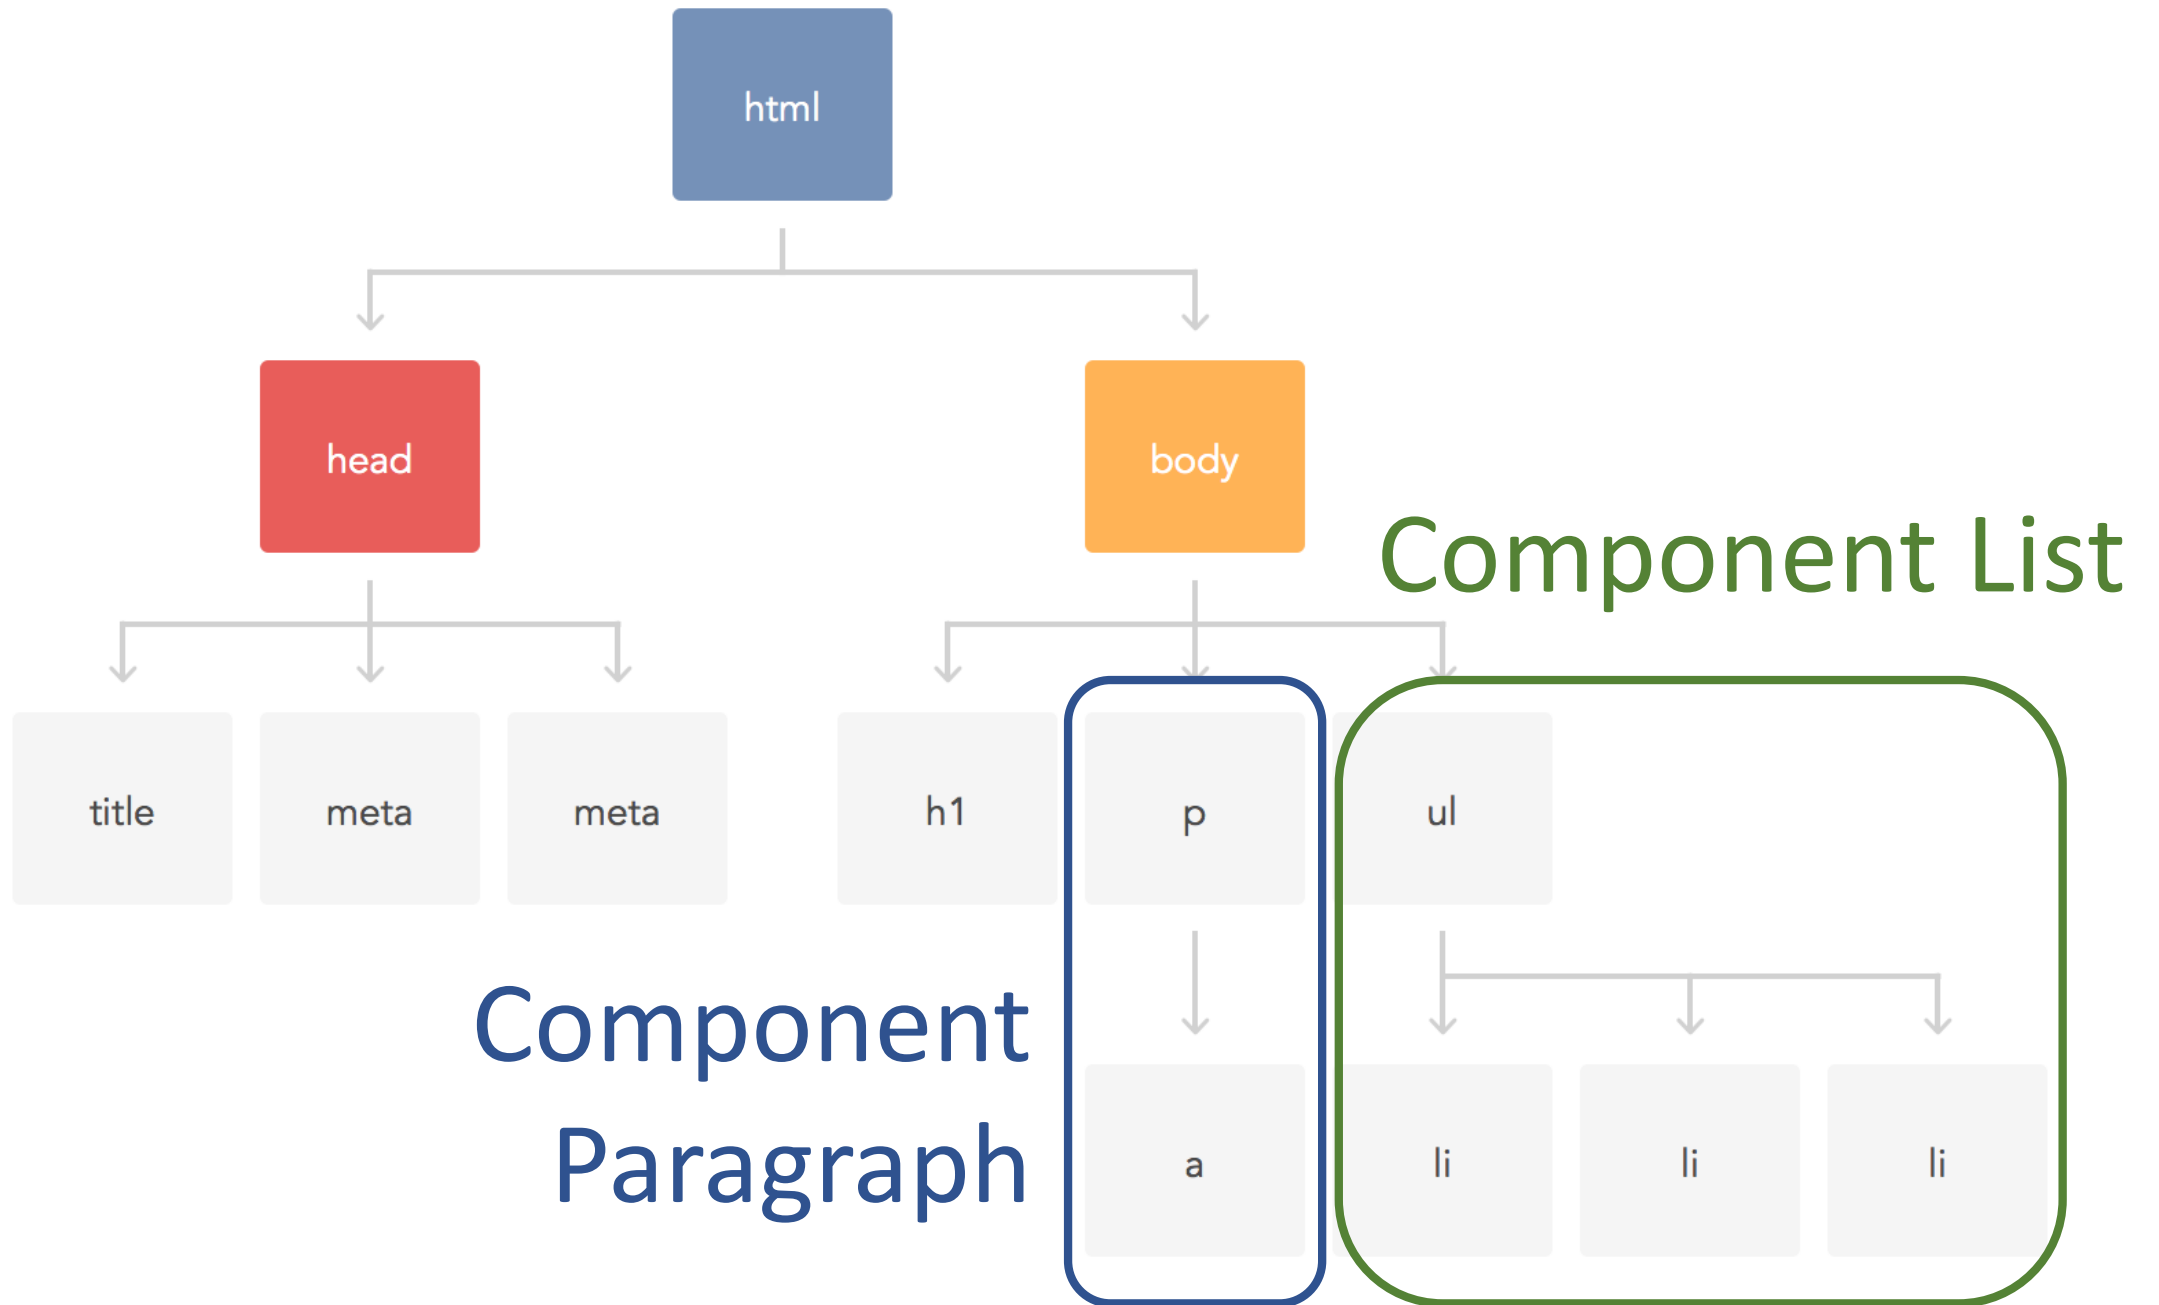 html
head
body
Component List
title
meta
meta
h1
p
ul
Component
Paragraph
a
li
li
li